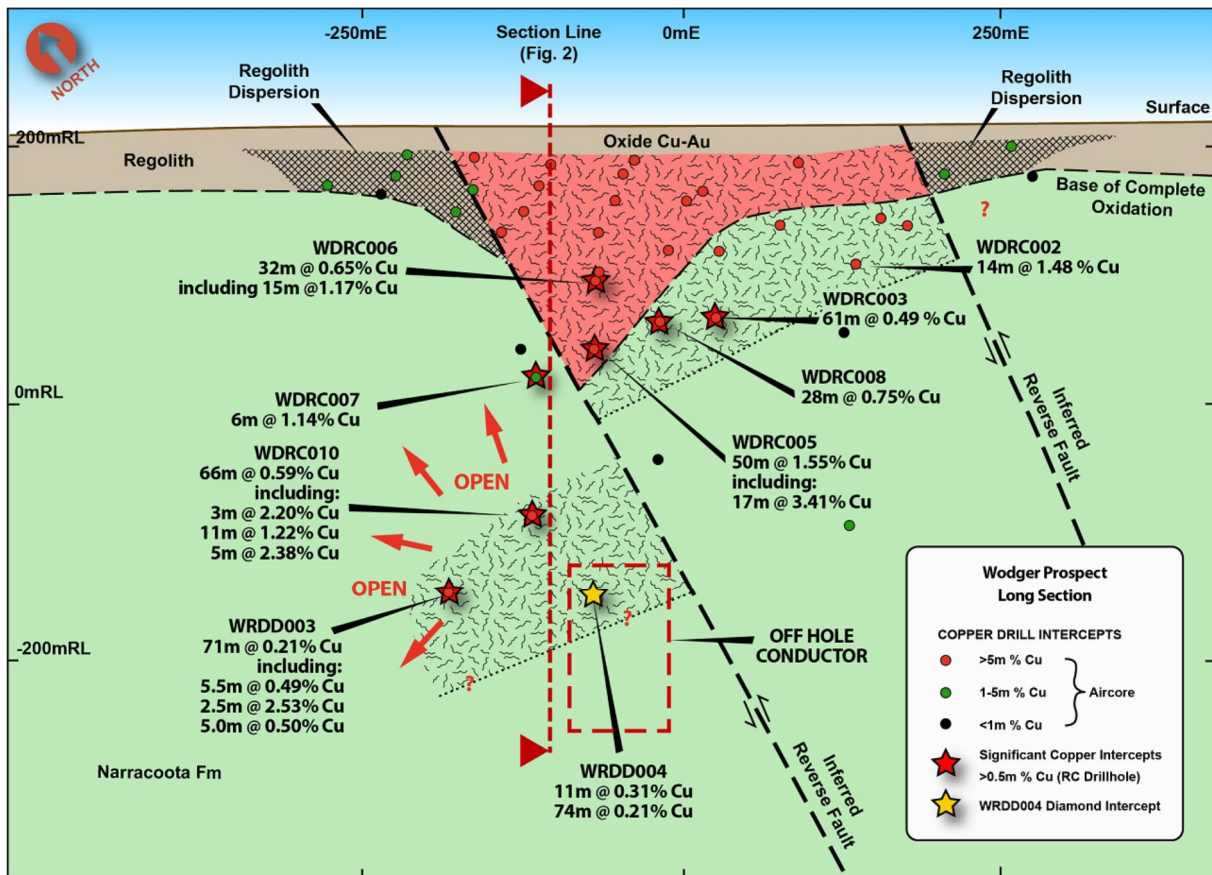 -250mE
Section Line
(Fig. 2)
0mE
250mE
NORTH
Regolith
Dispersion
Regolith
Dispersion
Surface
200mRL
Oxide Cu-Au
Regolith
Base of Complete
Oxidation
?
WDRC006
32m @ 0.65% Cu
including 15m @1.17% Cu
WDRC002
14m @ 1.48 % Cu
WDRC003
61m @ 0.49 % Cu
WDRC008
28m @ 0.75% Cu
0mRL
WDRC007
6m @ 1.14% Cu
Inferred
Reverse Fault
WDRC005
50m @ 1.55% Cu
including:
17m @ 3.41% Cu
WDRC010
66m @ 0.59% Cu
including:
3m @ 2.20% Cu
11m @ 1.22% Cu
5m @ 2.38% Cu
OPEN
OPEN
WRDD003
71m @ 0.21% Cu
including:
5.5m @ 0.49% Cu
2.5m @ 2.53% Cu
5.0m @ 0.50% Cu
?
?
OFF HOLE
CONDUCTOR
-200mRL
WRDD004
11m @ 0.31% Cu
74m @ 0.21% Cu
Narracoota Fm
Inferred
Reverse Fault
Wodger Prospect
Long Section
COPPER DRILL INTERCEPTS
>5m % Cu
1-5m % Cu
Aircore
<1m % Cu
Significant Copper Intercepts
>0.5m % Cu (RC Drillhole)
WRDD004 Diamond Intercept